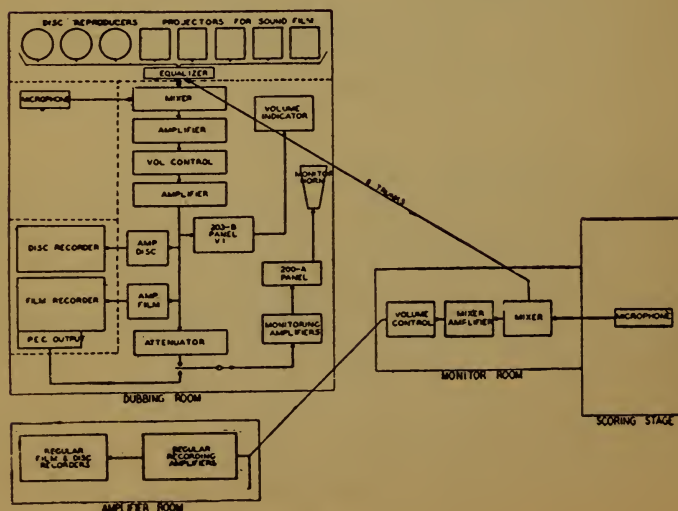 DISC REPRODUCERS
PROJECTORS FOR SOUND FILM
EQUALIZER
MICROPHONE
MIXER
VOLUME
INDICATOR
AMPLIFIER
VOL CONTROL
MONITOR
HORN
AMPLIFIER
6 TRUNKS
203-B
PANEL
V I
DISC RECORDER
AMP
DISC
200-A
PANEL
FILM RECORDER
AMP
FILM
VOLUME
CONTROL
MIXER
AMPLIFIER
MIXER
MICROPHONE
P.E.C. OUTPUT
ATTENUATOR
MONITORING
AMPLIFIERS
MONITOR ROOM
DUBBING ROOM
SCORING STAGE
REGULAR
FILM & DISC
RECORDERS
REGULAR
RECORDING
AMPLIFIERS
AMPLIFIER ROOM